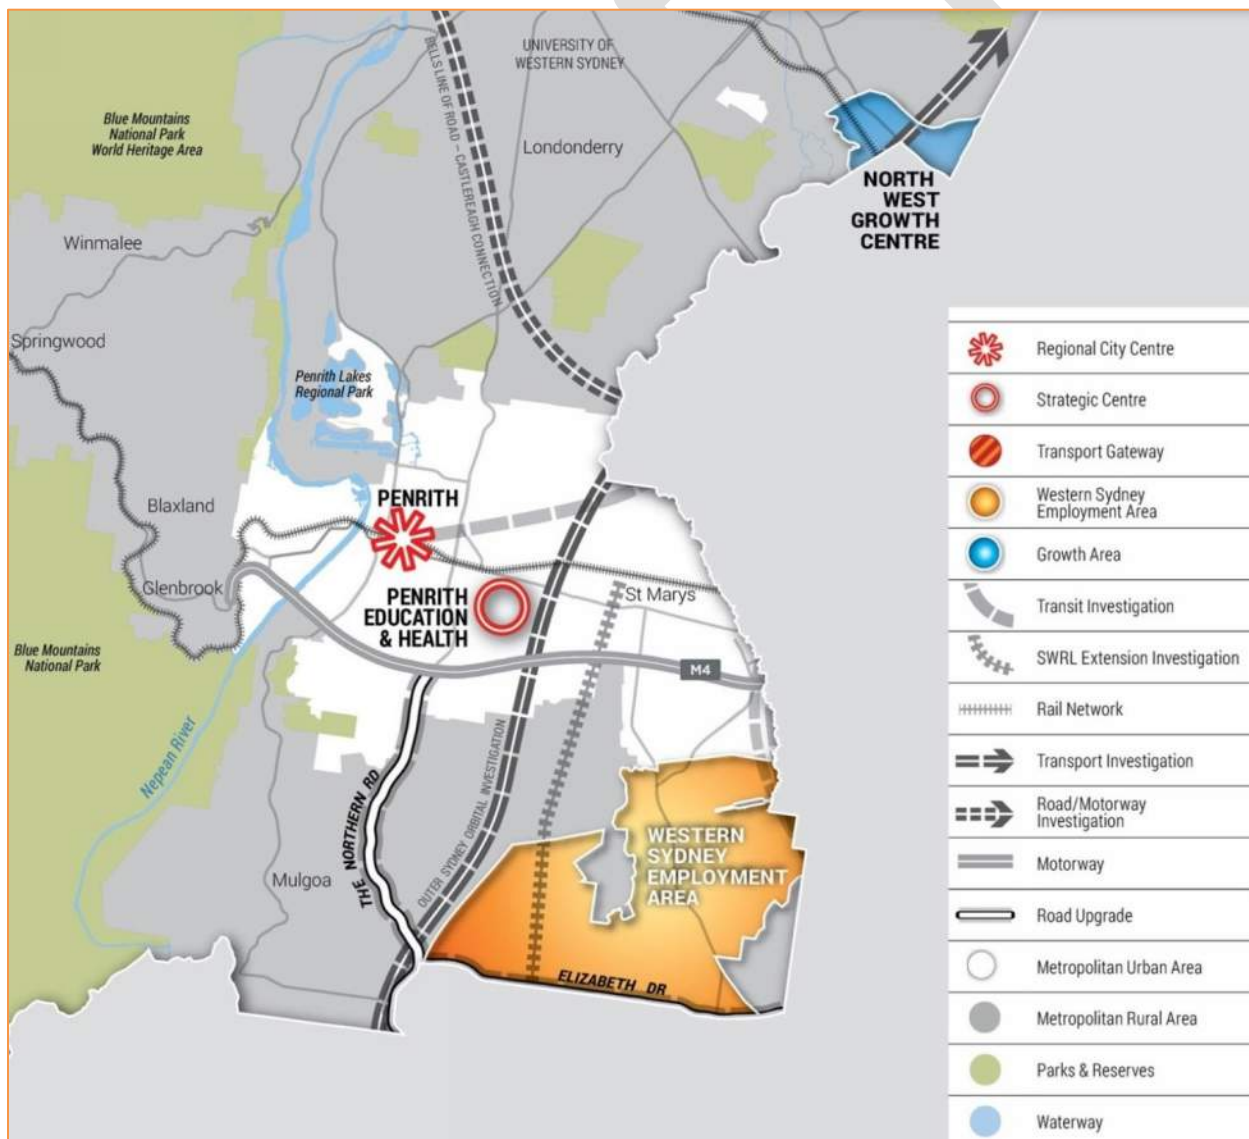 UNIVERSITY OF
WESTERN SYDNEY
BELLS LINE OF ROAD – CASTLEREAGH CONNECTION
Blue Mountains
National Park
World Heritage Area
Londonderry
NORTH
WEST
GROWTH
CENTRE
Winmalee
Springwood
Penrith Lakes
Regional Park
PENRITH
Blaxland
Glenbrook
PENRITH
EDUCATION
& HEALTH
St Marys
Blue Mountains
National Park
M4
Nepean River
THE NORTHERN RD
OUTER SYDNEY ORBITAL INVESTIGATION
WESTERN
SYDNEY
EMPLOYMENT
AREA
Mulgoa
ELIZABETH DR
Regional City Centre
Strategic Centre
Transport Gateway
Western Sydney
Employment Area
Growth Area
Transit Investigation
SWRL Extension Investigation
Rail Network
Transport Investigation
Road/Motorway
Investigation
Motorway
Road Upgrade
Metropolitan Urban Area
Metropolitan Rural Area
Parks & Reserves
Waterway